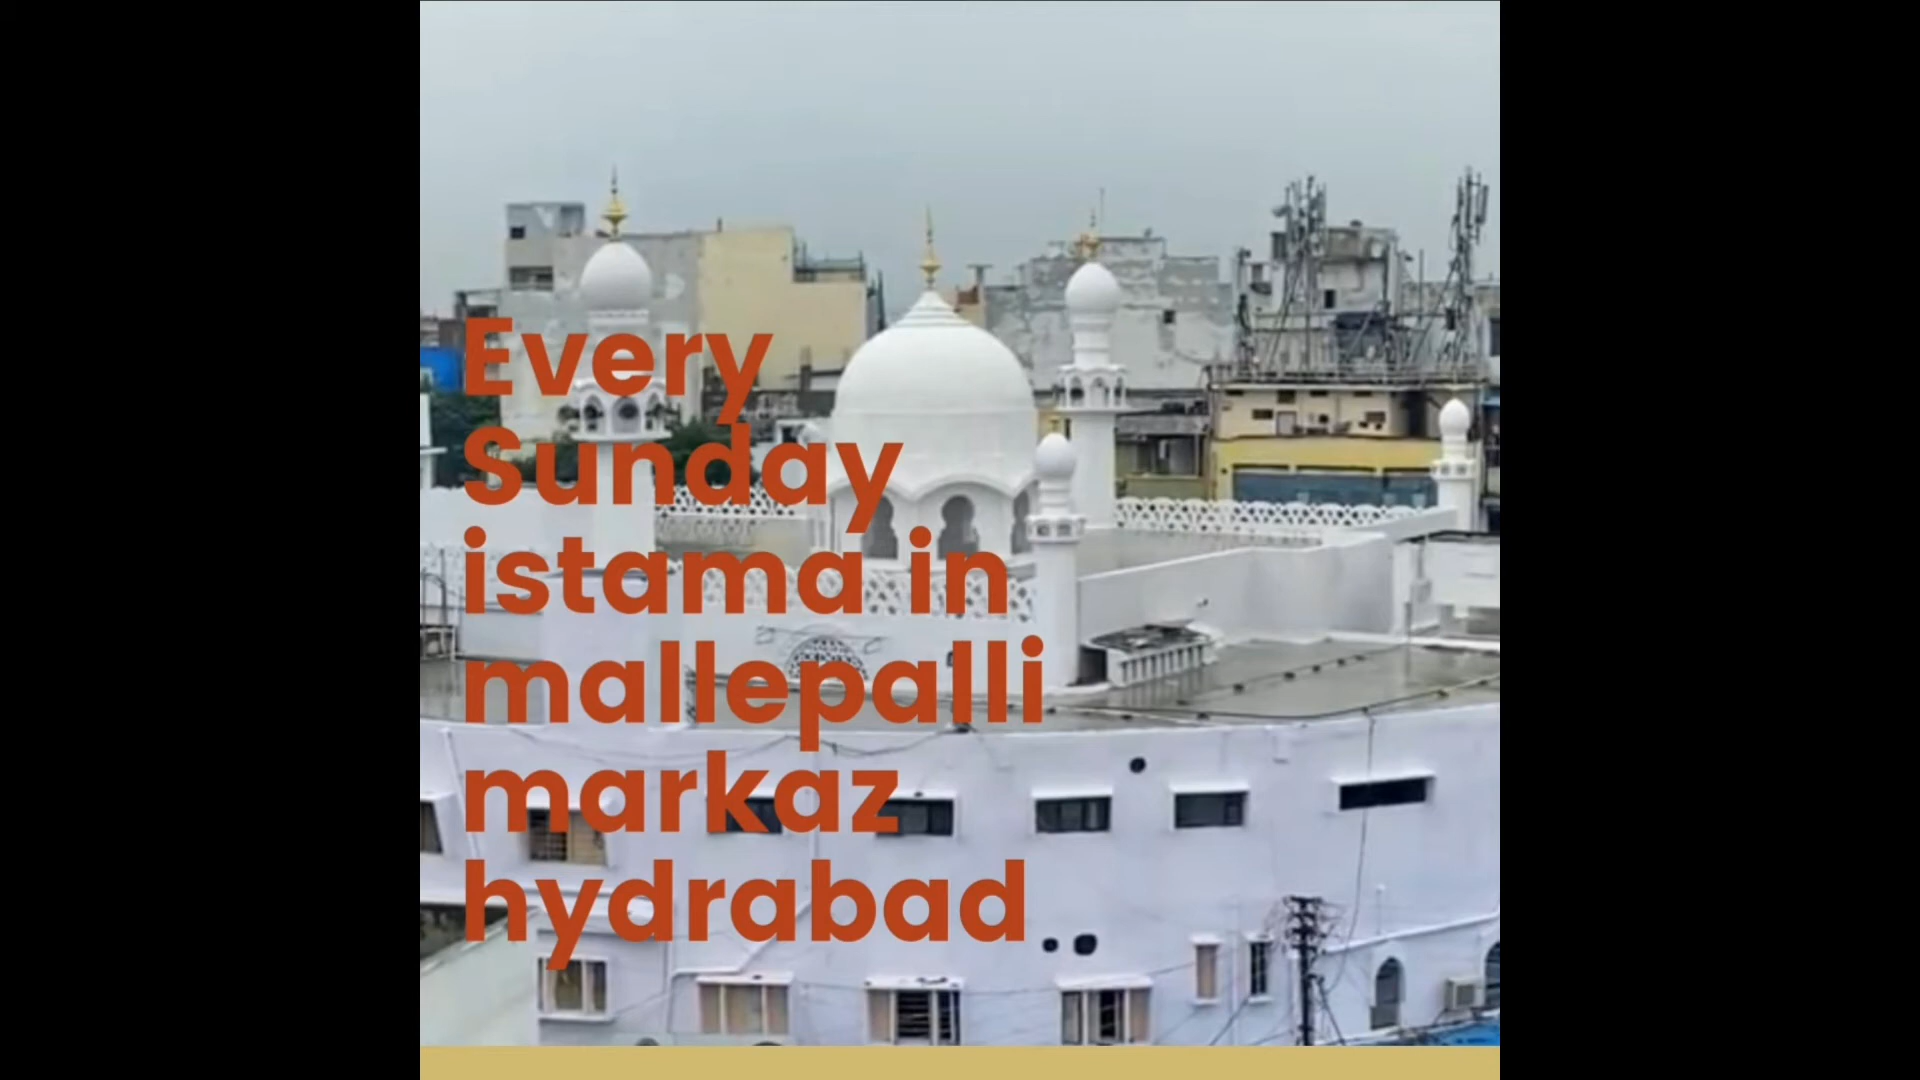 Every
Sunday
istama in
mallepalli
markaz
hydrabad